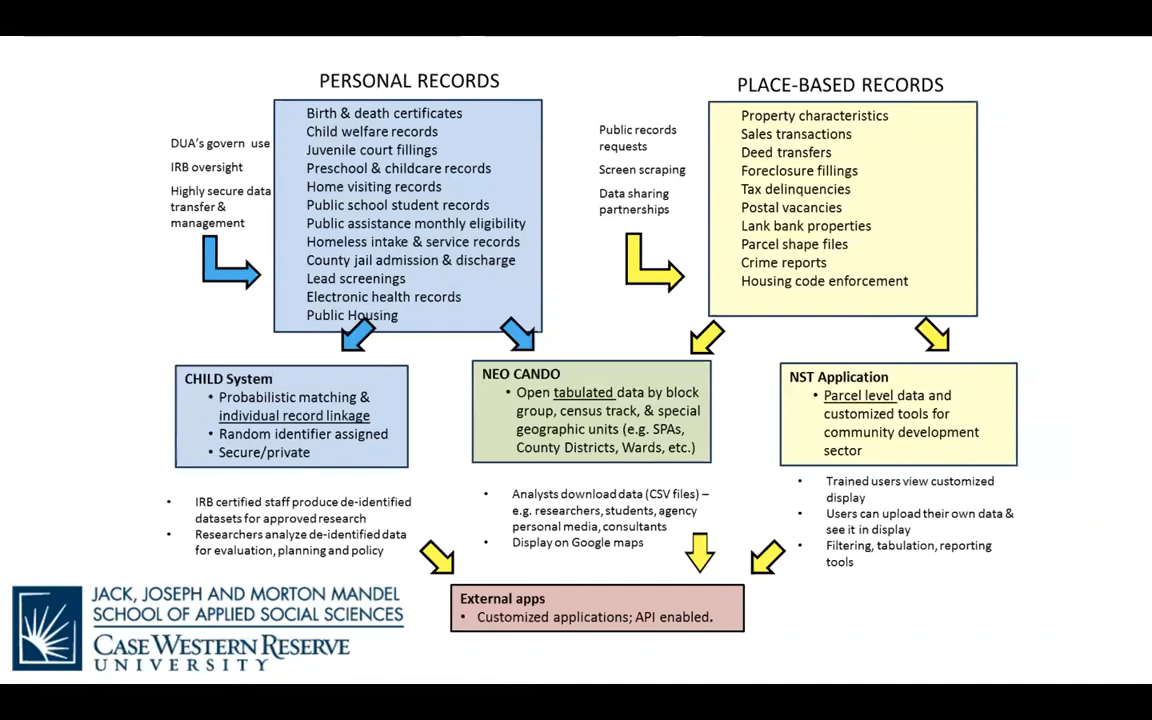 PERSONAL RECORDS
DUA's govern use
IRB oversight
Highly secure data
transfer &
management
Birth & death certificates
Child welfare records
Juvenile court fillings
Preschool & childcare records
Home visiting records
Public school student records
Public assistance monthly eligibility
Homeless intake & service records
County jail admission & discharge
Lead screenings
Electronic health records
Public Housing
PLACE-BASED RECORDS
Public records
requests
Screen scraping
Data sharing
partnerships
Property characteristics
Sales transactions
Deed transfers
Foreclosure fillings
Tax delinquencies
Postal vacancies
Lank bank properties
Parcel shape files
Crime reports
Housing code enforcement
CHILD System
• Probabilistic matching &
individual record linkage
• Random identifier assigned
• Secure/private
• IRB certified staff produce de-identified
datasets for approved research
• Researchers analyze de-identified data
for evaluation, planning and policy
NEO CANDO
• Open tabulated data by block
group, census track, & special
geographic units (e.g. SPAs,
County Districts, Wards, etc.)
• Analysts download data (CSV files) –
e.g. researchers, students, agency
personal media, consultants
• Display on Google maps
NST Application
• Parcel level data and
customized tools for
community development
sector
• Trained users view customized
display
• Users can upload their own data &
see it in display
• Filtering, tabulation, reporting
tools
External apps
• Customized applications; API enabled.
JACK, JOSEPH AND MORTON MANDEL
SCHOOL OF APPLIED SOCIAL SCIENCES
CASE WESTERN RESERVE
UNIVERSITY